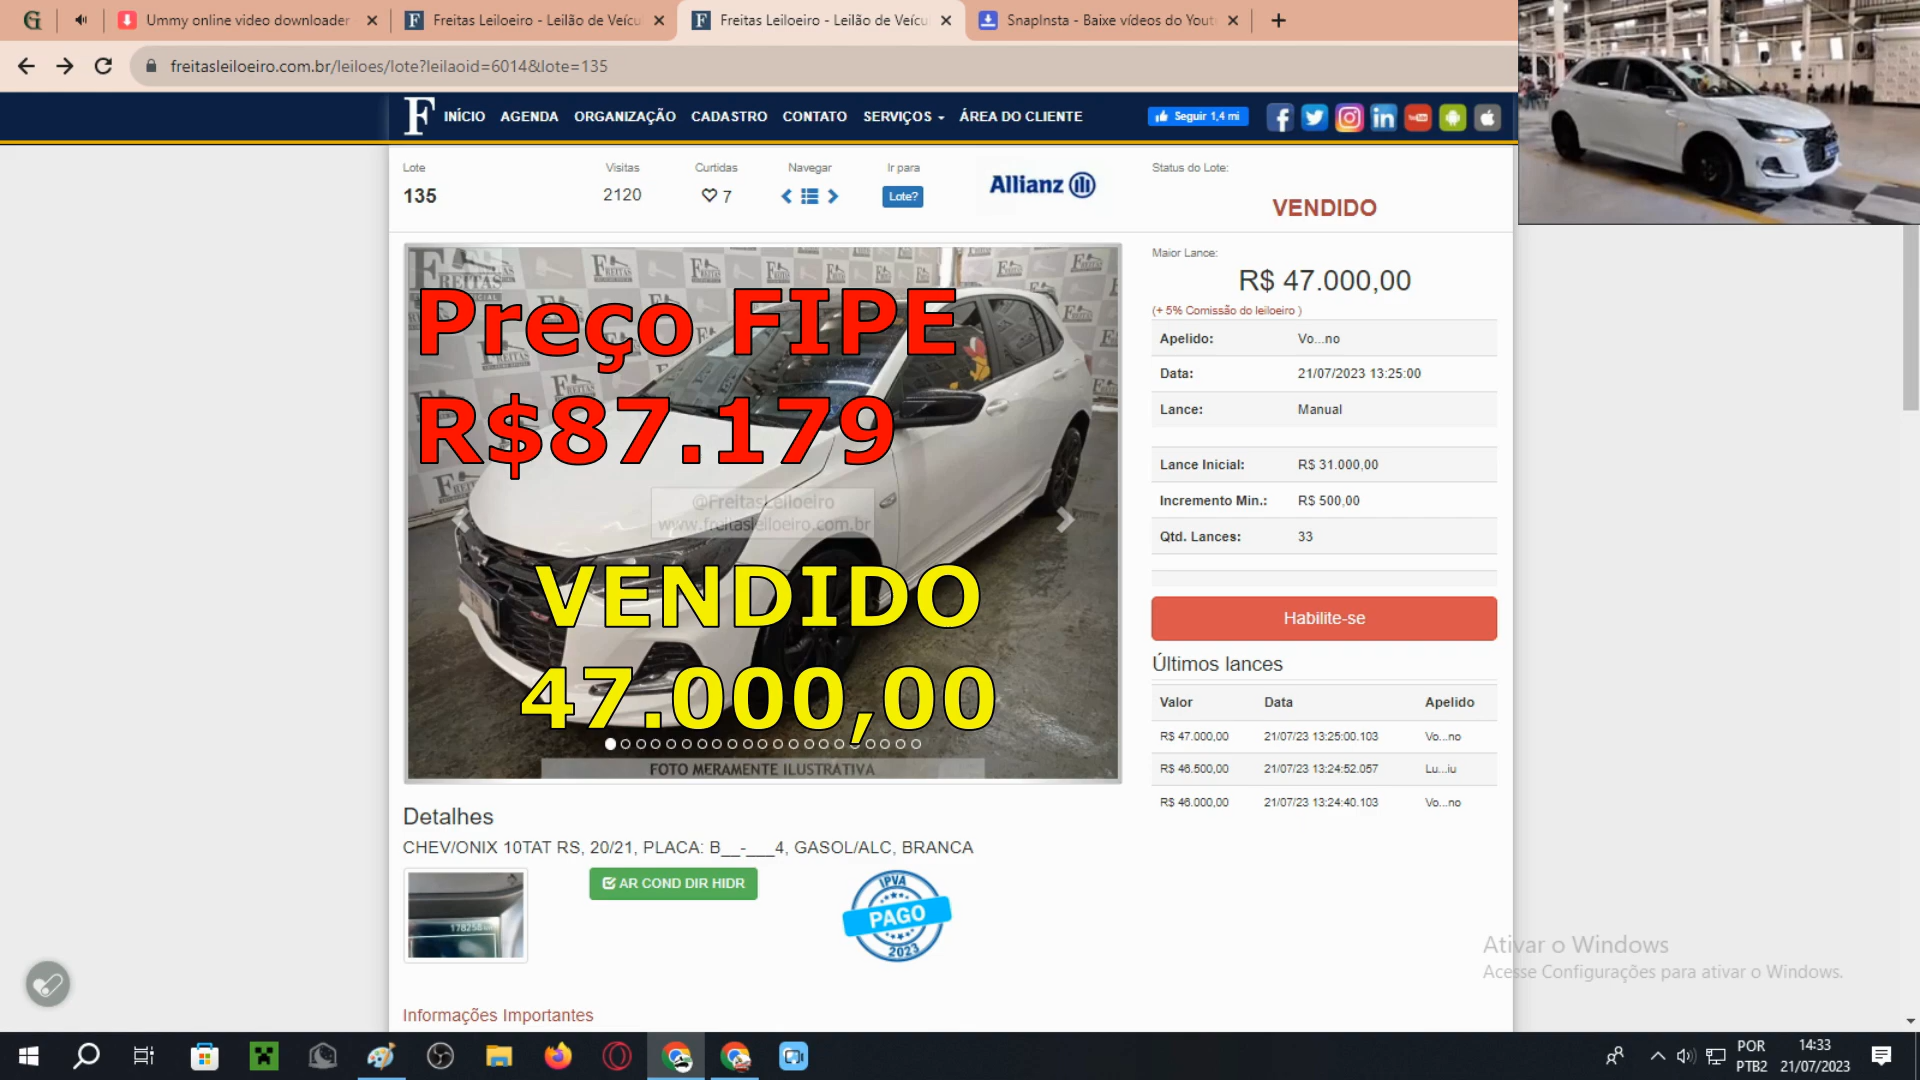 Ummy online video downloader
Freitas Leiloeiro - Leilão de Veícu
Freitas Leiloeiro - Leilão de Veícu
SnapInsta - Baixe vídeos do Yout
freitasleiloeiro.com.br/leiloes/lote?leilaoid=6014&lote=135
F INÍCIO AGENDA ORGANIZAÇÃO CADASTRO CONTATO SERVIÇOS ÁREA DO CLIENTE
Seguir 1,4 mi
Lote
135
Visitas
2120
Curtidas
7
Navegar
Ir para
Lote?
Allianz
Status do Lote:
VENDIDO
FREITAS
Preço FIPE
R$87.179
@FreitasLeiloeiro
www.freitasleiloeiro.com.br
VENDIDO
47.000,00
FOTO MERAMENTE ILUSTRATIVA
Maior Lance:
R$ 47.000,00
(+ 5% Comissão do leiloeiro )
Apelido: Vo...no
Data: 21/07/2023 13:25:00
Lance: Manual
Lance Inicial: R$ 31.000,00
Incremento Min.: R$ 500,00
Qtd. Lances: 33
Habilite-se
Últimos lances
Valor Data Apelido
R$ 47.000,00 21/07/23 13:25:00.103 Vo...no
R$ 46.500,00 21/07/23 13:24:52.057 Lu...iu
R$ 46.000,00 21/07/23 13:24:40.103 Vo...no
Detalhes
CHEV/ONIX 10TAT RS, 20/21, PLACA: B__-___4, GASOL/ALC, BRANCA
178258
AR COND DIR HIDR
IPVA
PAGO
2023
Informações Importantes
Ativar o Windows
Acesse Configurações para ativar o Windows.
POR
PTB2
14:33
21/07/2023